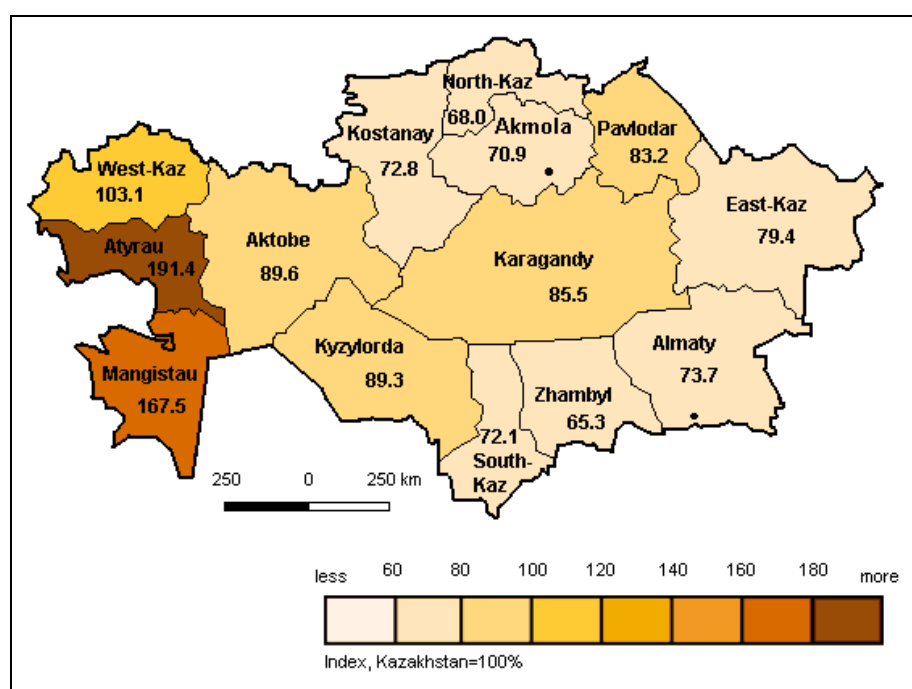 North-Kaz
68.0
Kostanay
72.8
Akmola
70.9
Pavlodar
83.2
West-Kaz
103.1
East-Kaz
79.4
Atyrau
191.4
Aktobe
89.6
Karagandy
85.5
Kyzylorda
89.3
Almaty
73.7
Mangistau
167.5
Zhambyl
65.3
72.1
South-
Kaz
250 0 250 km
less 60 80 100 120 140 160 180 more
Index, Kazakhstan=100%